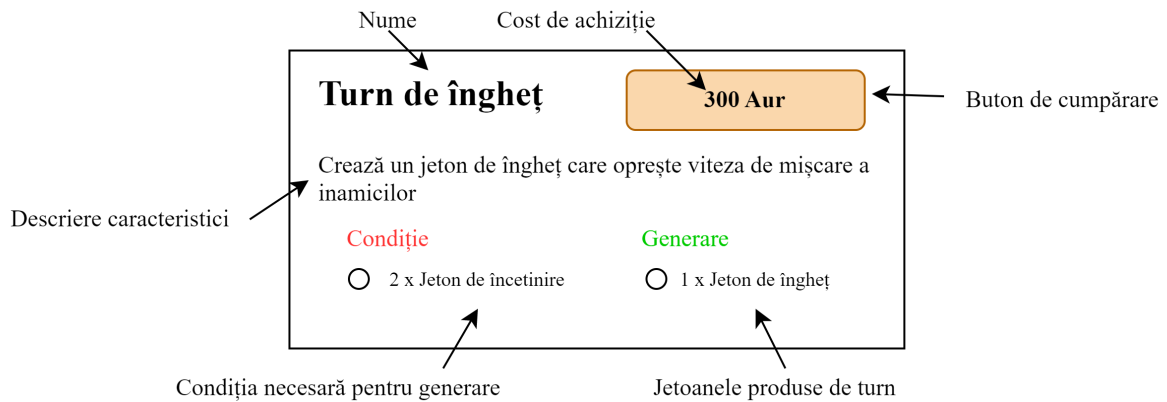 Nume
Cost de achiziție
Turn de îngheț
300 Aur
Buton de cumpărare
Crează un jeton de îngheț care oprește viteza de mișcare a
inamicilor
Descriere caracteristici
Condiție
Generare
2 x Jeton de încetinire
1 x Jeton de îngheț
Condiția necesară pentru generare
Jetoanele produse de turn